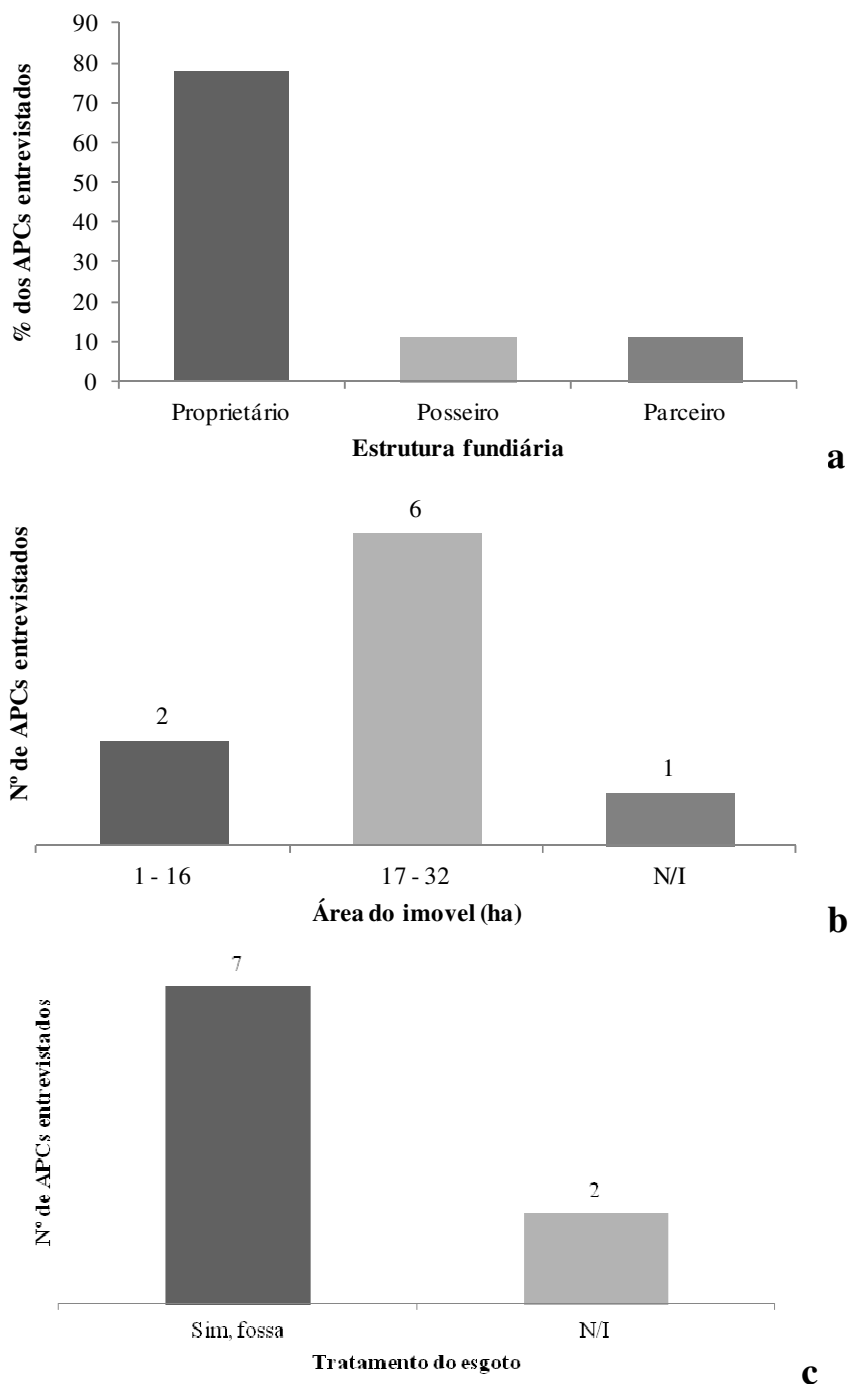 % dos APCs entrevistados
90
80
70
60
50
40
30
20
10
0
Proprietário Posseiro Parceiro
Estrutura fundiária
a
Nº de APCs entrevistados
6
2
1
1 - 16 17 - 32 N/I
Área do imovel (ha)
b
Nº de APCs entrevistados
7
2
Sim, fossa N/I
Tratamento do esgoto
c